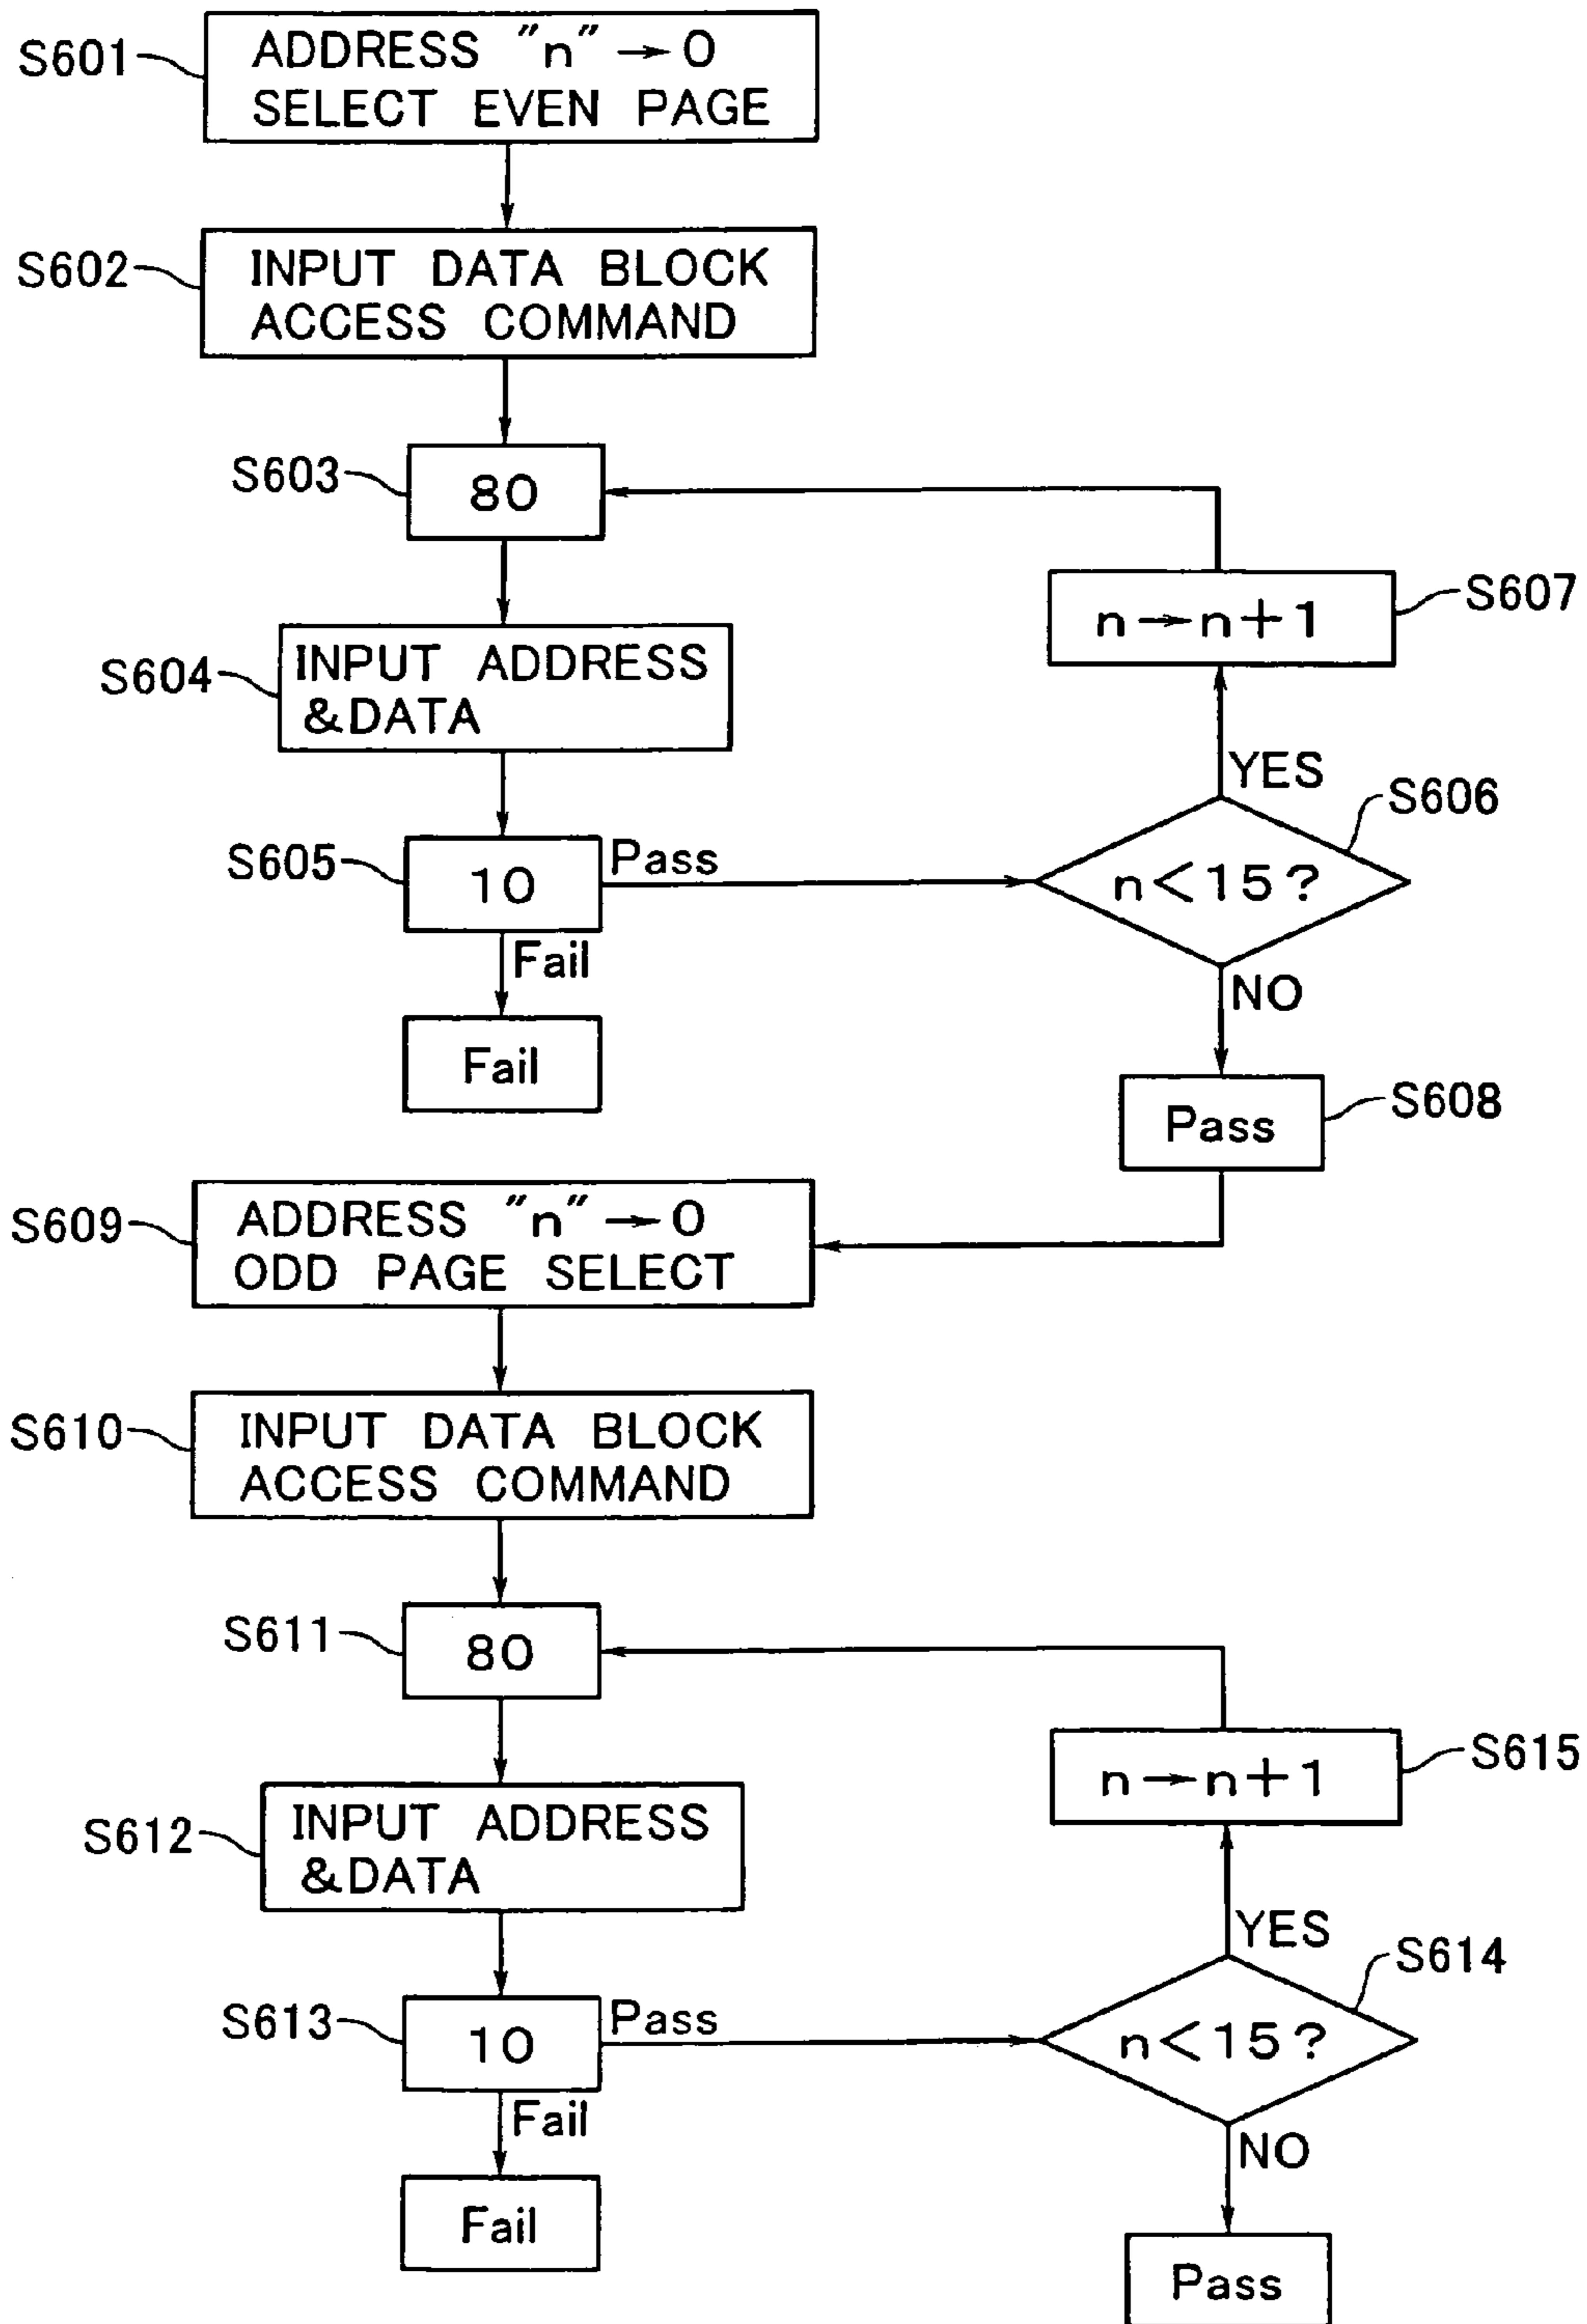 S601
ADDRESS "n"→0
SELECT EVEN PAGE
S602
INPUT DATA BLOCK
ACCESS COMMAND
S603
80
n→n+1
S607
S604
INPUT ADDRESS
&DATA
YES
S606
S605
10
Pass
n<15?
Fail
NO
Fail
Pass
S608
S609
ADDRESS "n"→0
ODD PAGE SELECT
S610
INPUT DATA BLOCK
ACCESS COMMAND
S611
80
n→n+1
S615
S612
INPUT ADDRESS
&DATA
YES
S614
S613
10
Pass
n<15?
Fail
NO
Fail
Pass